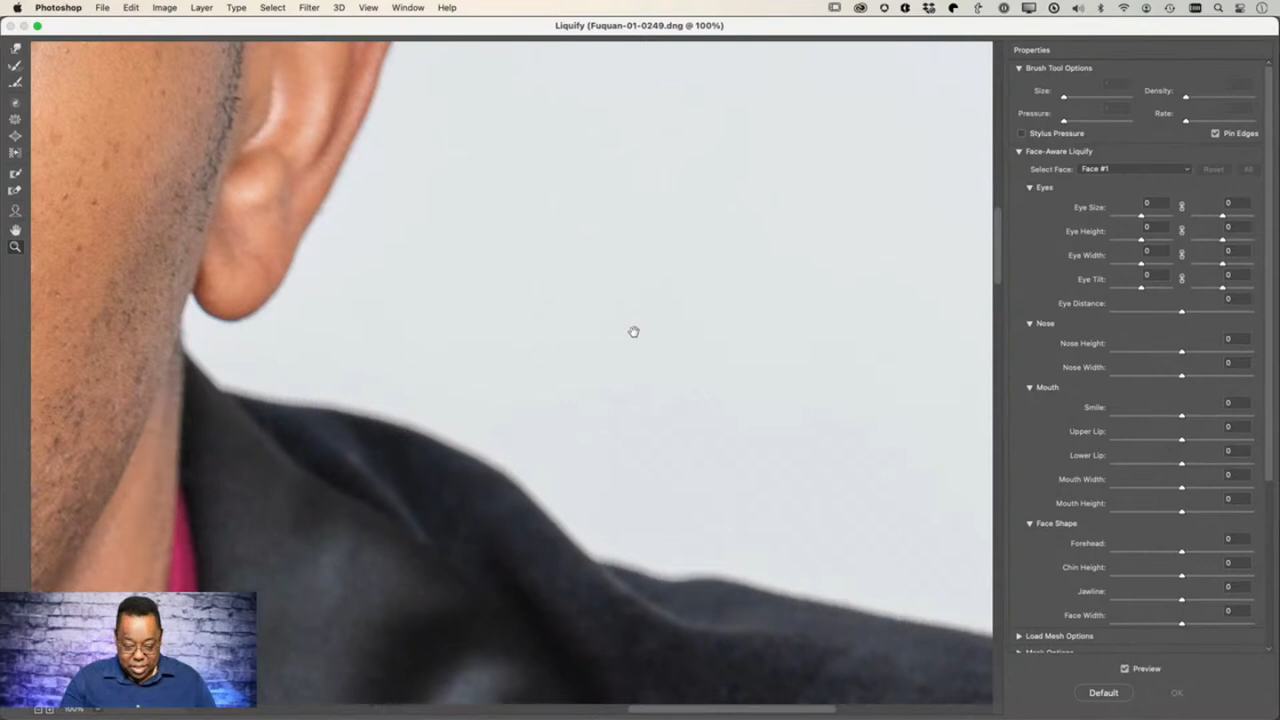 Photoshop File Edit Image Layer Type Select Filter 3D View Window Help
Liquify (Fuquan-01-0249.dng @ 100%)
Properties
Brush Tool Options
Size: Density:
Pressure: Rate:
Stylus Pressure Pin Edges
Face-Aware Liquify
Select Face: Face #1 Reset All
Eyes
Eye Size: 0 0
Eye Height: 0 0
Eye Width: 0 0
Eye Tilt: 0 0
Eye Distance: 0
Nose
Nose Height: 0
Nose Width: 0
Mouth
Smile: 0
Upper Lip: 0
Lower Lip: 0
Mouth Width: 0
Mouth Height: 0
Face Shape
Forehead: 0
Chin Height: 0
Jawline: 0
Face Width: 0
Load Mesh Options
Mask Options
Preview
Default OK
100%